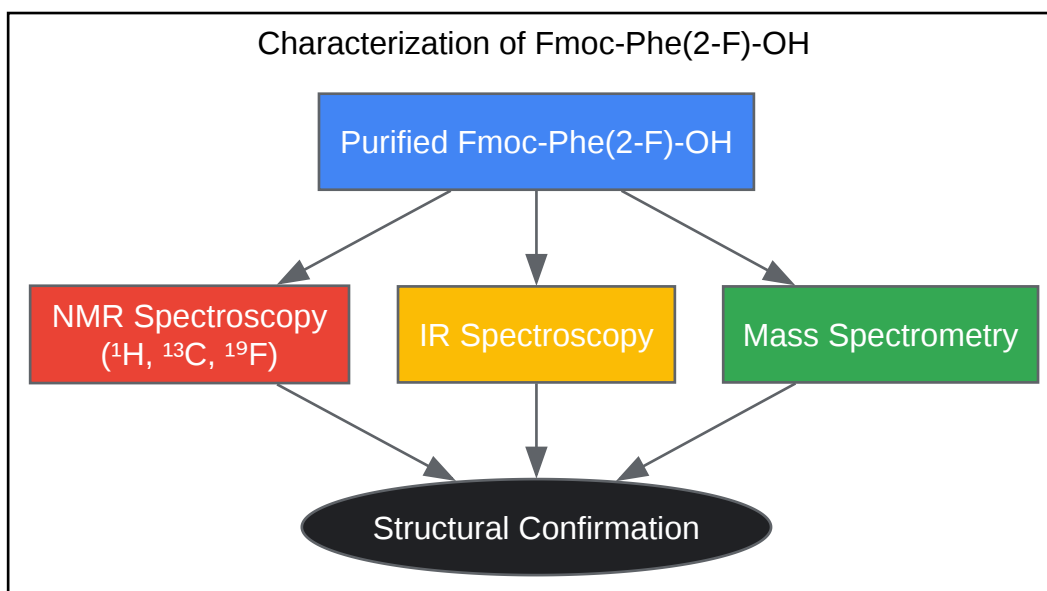 Characterization of Fmoc-Phe(2-F)-OH
Purified Fmoc-Phe(2-F)-OH
NMR Spectroscopy
(¹H, ¹³C, ¹⁹F)
IR Spectroscopy
Mass Spectrometry
Structural Confirmation